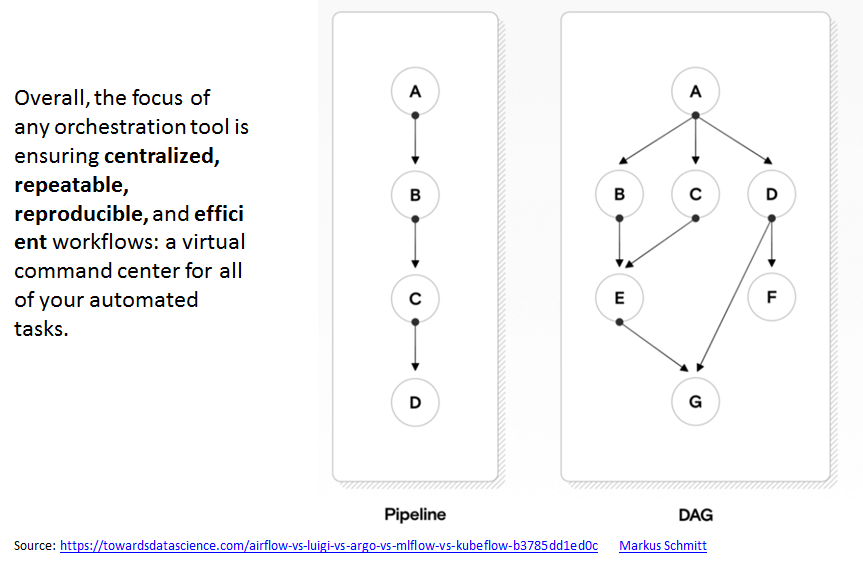 Overall, the focus of
any orchestration tool is
ensuring centralized,
repeatable,
reproducible, and effici
ent workflows: a virtual
command center for all
of your automated
tasks.
A
B
C
D
Pipeline
A
B C D
E F
G
DAG
Source: https://towardsdatascience.com/airflow-vs-luigi-vs-argo-vs-mlflow-vs-kubeflow-b3785dd1ed0c Markus Schmitt